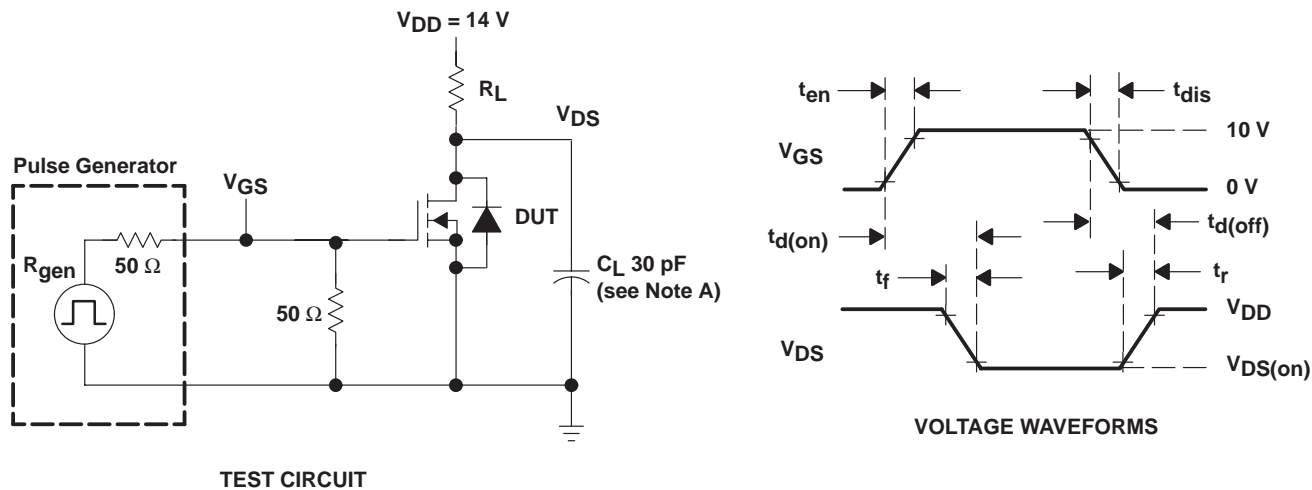 VDD = 14 V
RL
VDS
Pulse Generator
VGS
Rgen
50 Ω
DUT
50 Ω
CL 30 pF
(see Note A)
TEST CIRCUIT
ten
tdis
VGS
10 V
0 V
td(on)
td(off)
tf
tr
VDS
VDD
VDS(on)
VOLTAGE WAVEFORMS